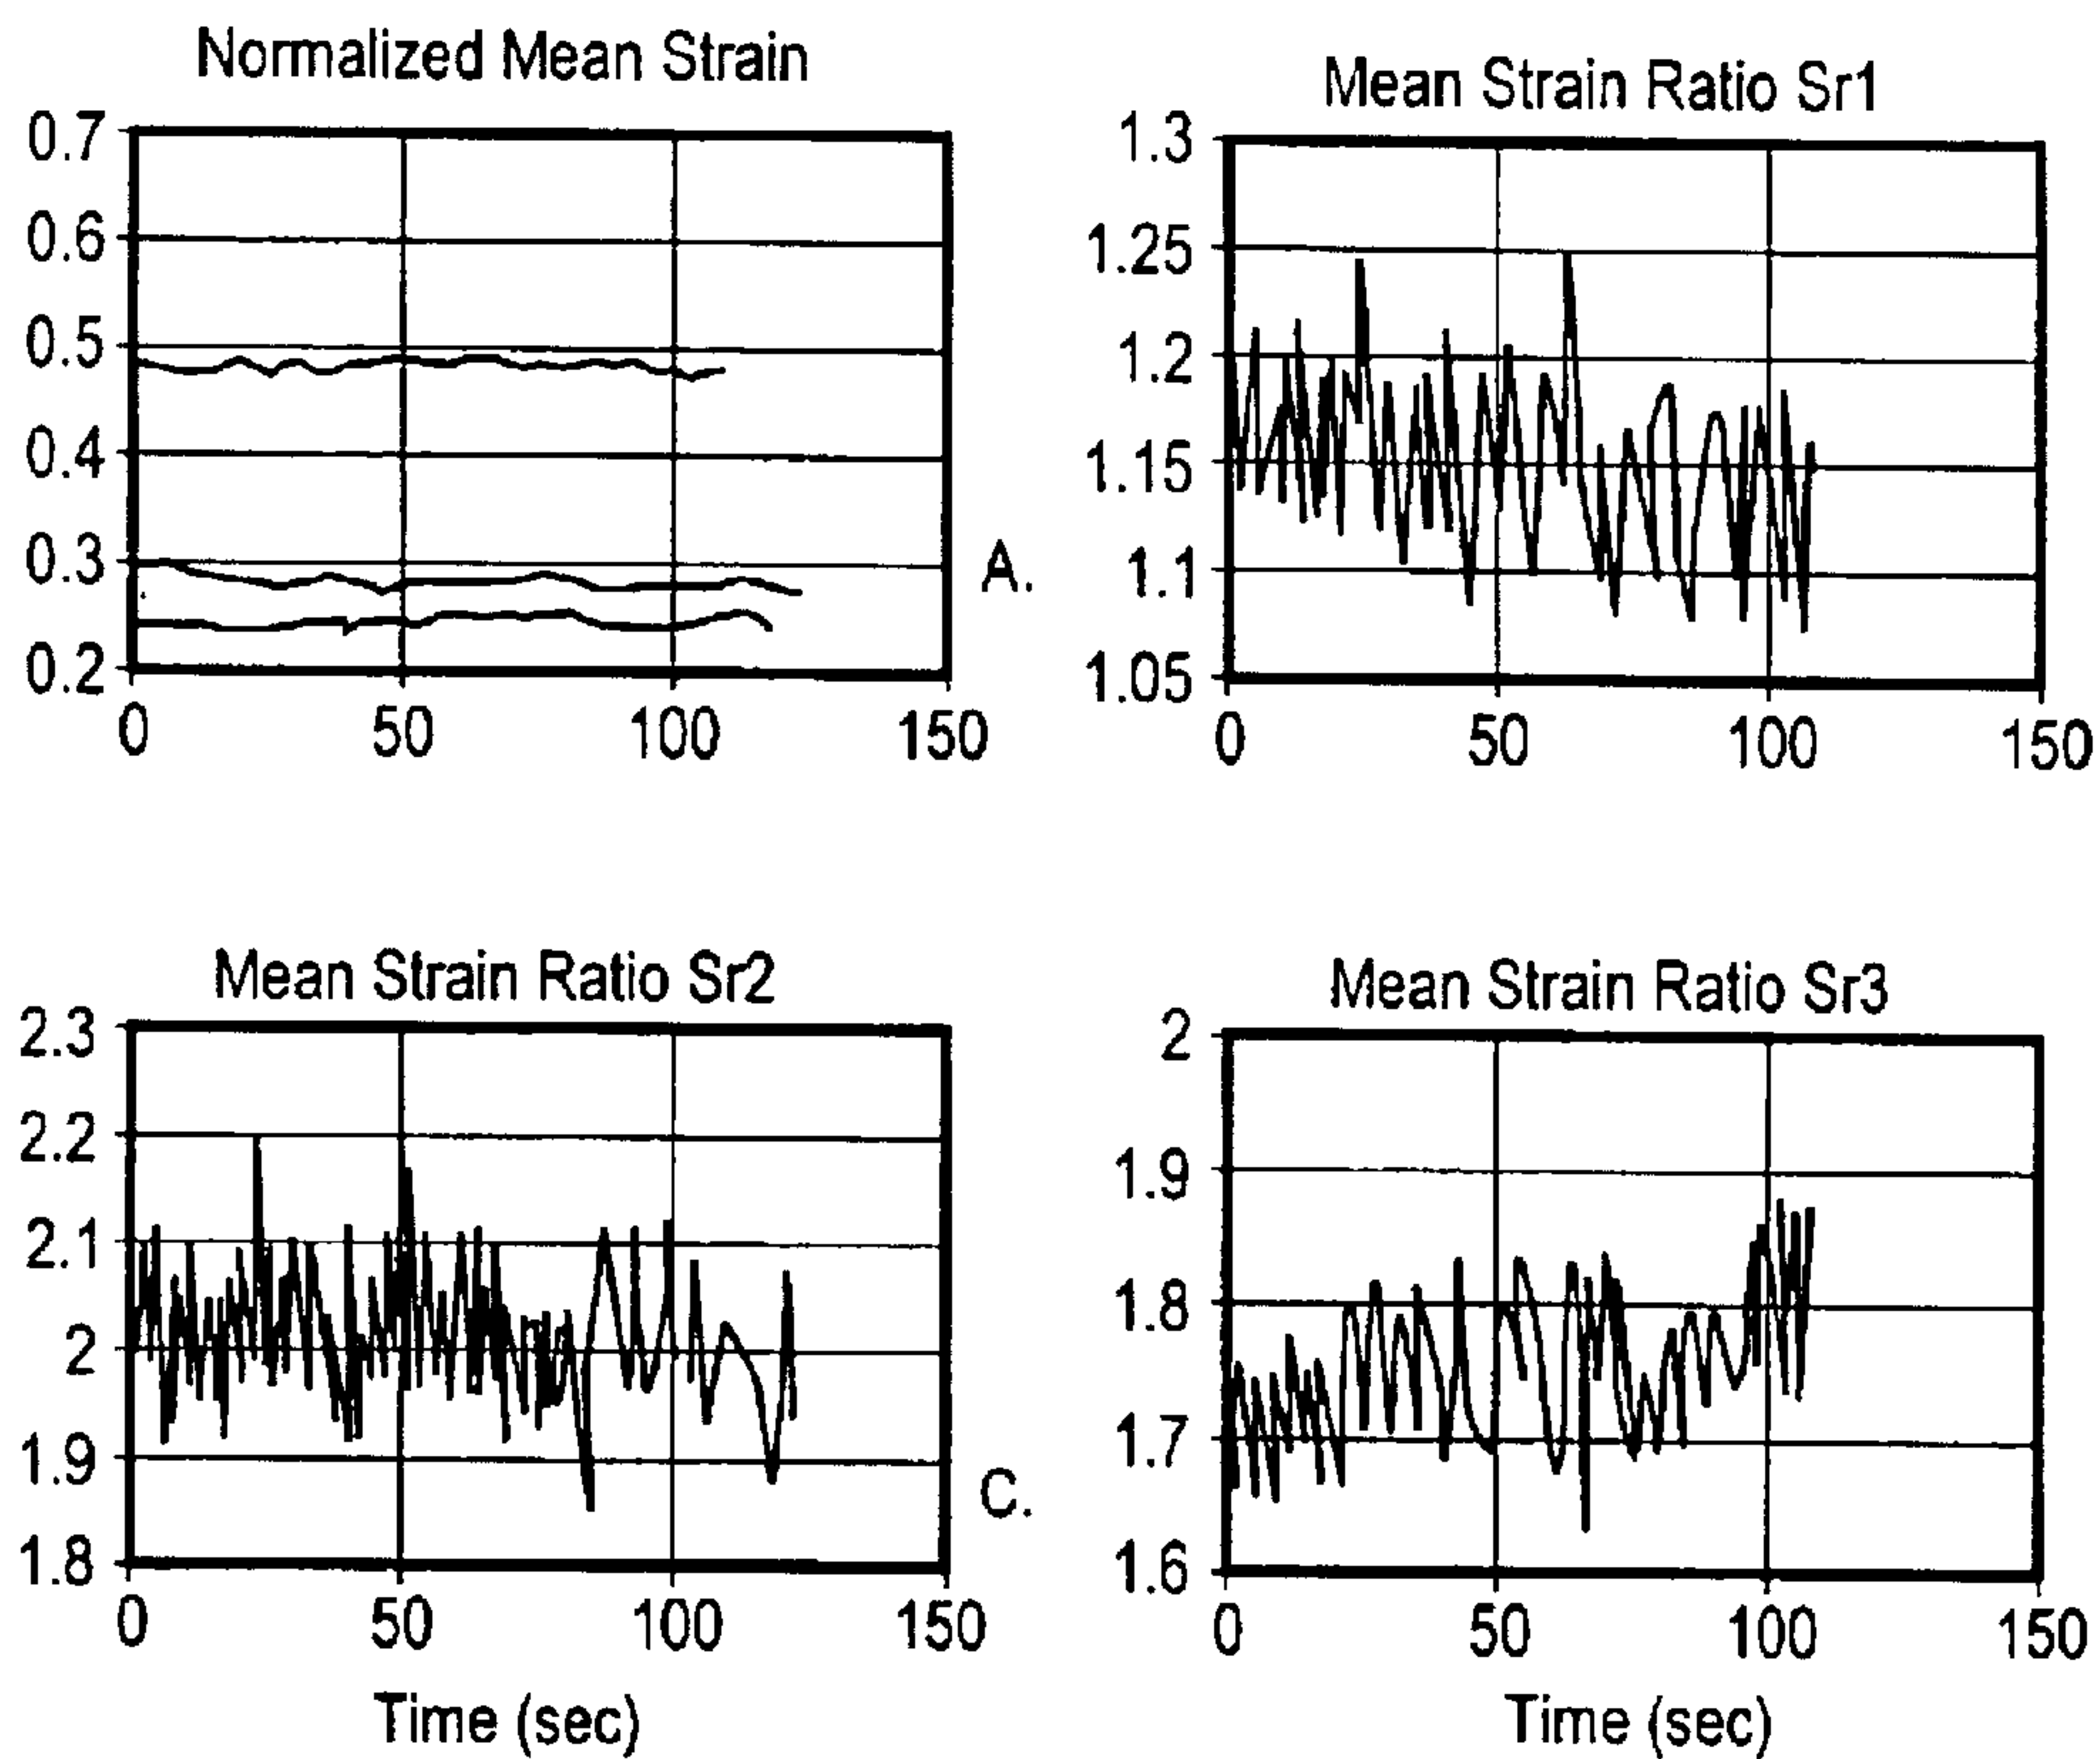 Normalized Mean Strain
0.7
0.6
0.5
0.4
0.3
0.2
0 50 100 150
A.
Mean Strain Ratio Sr1
1.3
1.25
1.2
1.15
1.1
1.05
0 50 100 150
Mean Strain Ratio Sr2
2.3
2.2
2.1
2
1.9
1.8
0 50 100 150
Time (sec)
C.
Mean Strain Ratio Sr3
2
1.9
1.8
1.7
1.6
0 50 100 150
Time (sec)